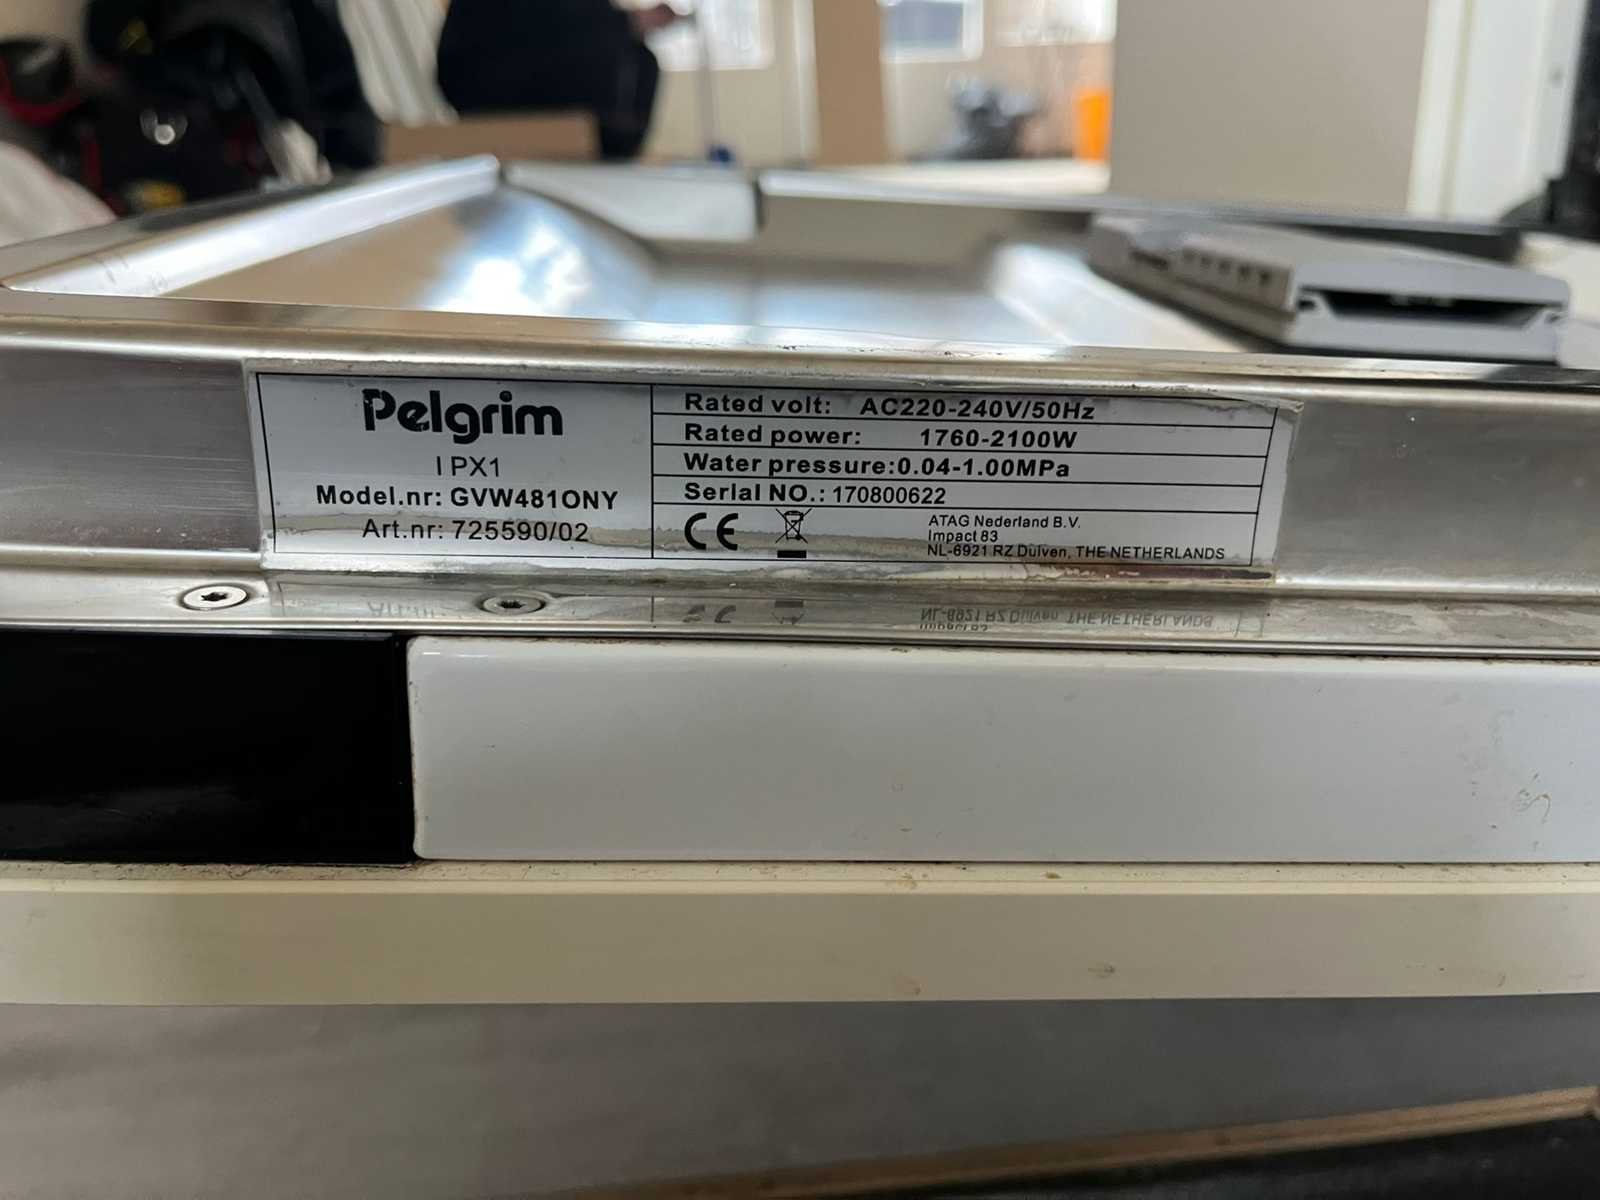 Pelgrim
IPX1
Model.nr: GVW481ONY
Art.nr: 725590/02
Rated volt: AC220-240V/50Hz
Rated power: 1760-2100W
Water pressure:0.04-1.00MPa
Serial NO.: 170800622
CE
ATAG Nederland B.V.
Impact 83
NL-6921 RZ Duiven, THE NETHERLANDS